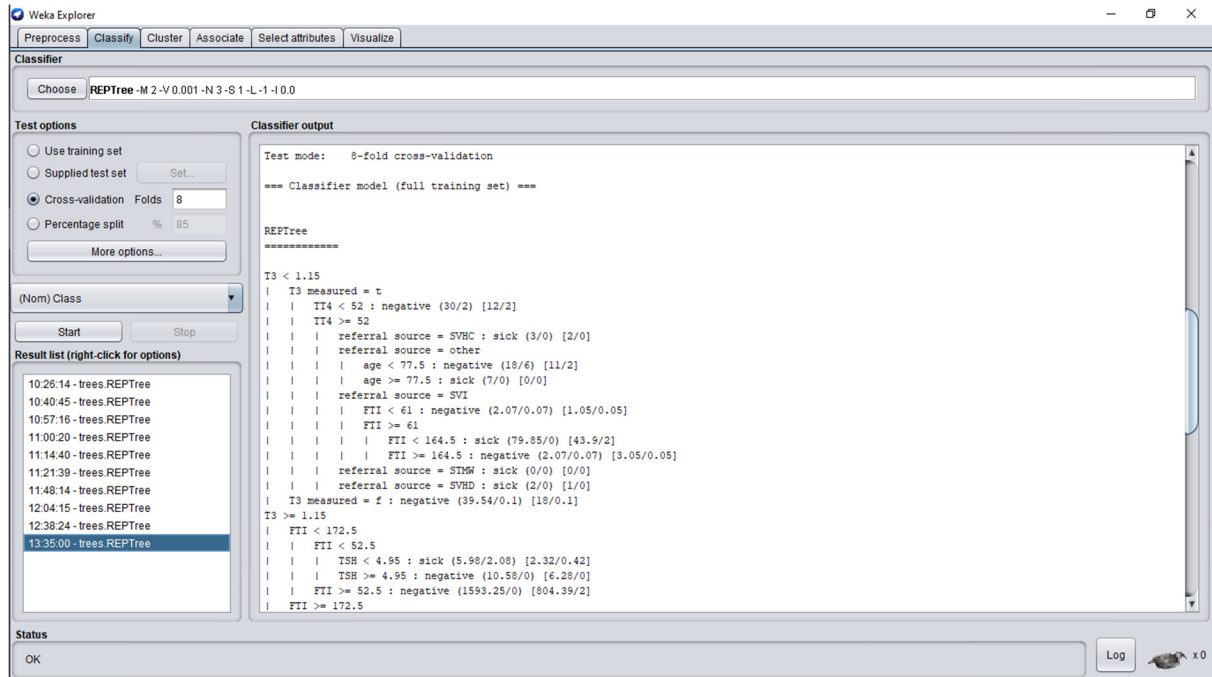 Weka Explorer
Preprocess Classify Cluster Associate Select attributes Visualize
Classifier
Choose REPTree -M 2 -V 0.001 -N 3 -S 1 -L -1 -I 0.0
Test options
Use training set
Supplied test set Set...
Cross-validation Folds 8
Percentage split % 85
More options...
(Nom) Class
Start Stop
Result list (right-click for options)
10:26:14 - trees.REPTree
10:40:45 - trees.REPTree
10:57:16 - trees.REPTree
11:00:20 - trees.REPTree
11:14:40 - trees.REPTree
11:21:39 - trees.REPTree
11:48:14 - trees.REPTree
12:04:15 - trees.REPTree
12:38:24 - trees.REPTree
13:35:00 - trees.REPTree
Classifier output
Test mode:    8-fold cross-validation
=== Classifier model (full training set) ===
REPTree
============
T3 < 1.15
|   T3 measured = t
|   |   TT4 < 52 : negative (30/2) [12/2]
|   |   TT4 >= 52
|   |   |   referral source = SVHC : sick (3/0) [2/0]
|   |   |   referral source = other
|   |   |   |   age < 77.5 : negative (18/6) [11/2]
|   |   |   |   age >= 77.5 : sick (7/0) [0/0]
|   |   |   referral source = SVI
|   |   |   |   FTI < 61 : negative (2.07/0.07) [1.05/0.05]
|   |   |   |   FTI >= 61
|   |   |   |   |   FTI < 164.5 : sick (79.85/0) [43.9/2]
|   |   |   |   |   FTI >= 164.5 : negative (2.07/0.07) [3.05/0.05]
|   |   |   referral source = STMW : sick (0/0) [0/0]
|   |   |   referral source = SVHD : sick (2/0) [1/0]
|   T3 measured = f : negative (39.54/0.1) [18/0.1]
T3 >= 1.15
|   FTI < 172.5
|   |   FTI < 52.5
|   |   |   TSH < 4.95 : sick (5.98/2.08) [2.32/0.42]
|   |   |   TSH >= 4.95 : negative (10.58/0) [6.28/0]
|   |   FTI >= 52.5 : negative (1593.25/0) [804.39/2]
|   FTI >= 172.5
Status
OK
Log
x 0